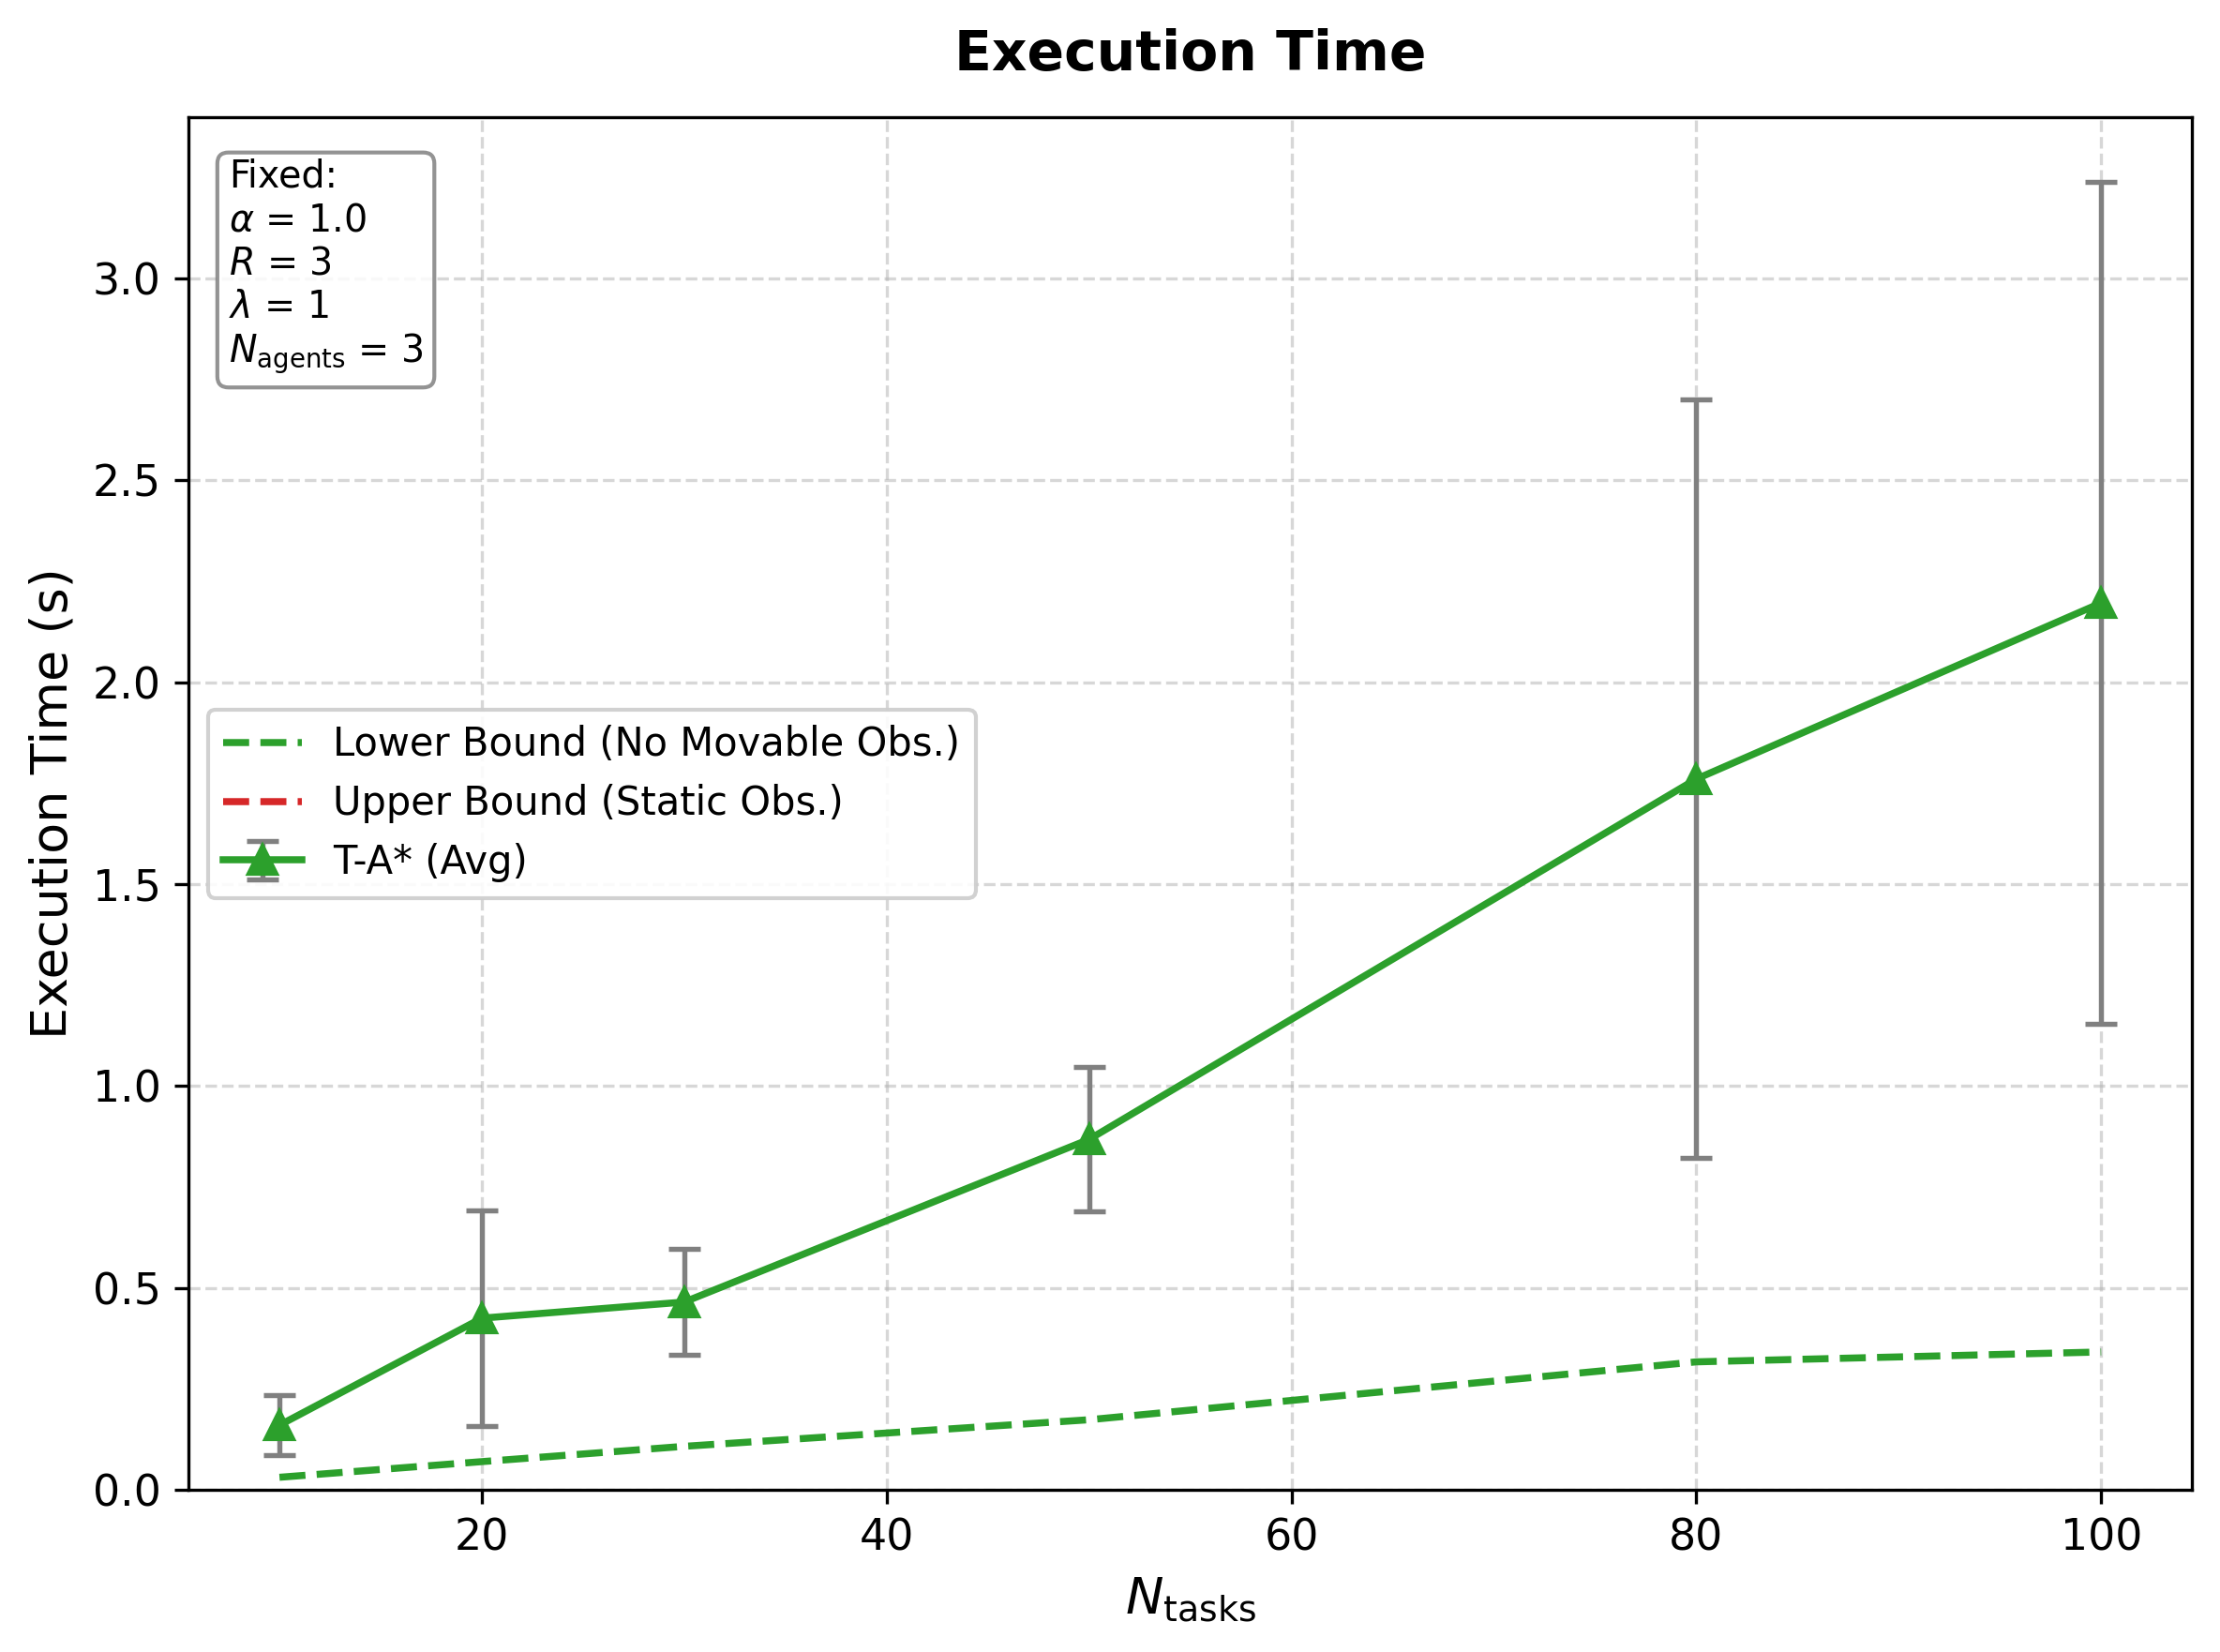 Execution Time
Fixed:
α = 1.0
R = 3
λ = 1
N_agents = 3
Execution Time (s)
3.0
2.5
2.0
1.5
1.0
0.5
0.0
Lower Bound (No Movable Obs.)
Upper Bound (Static Obs.)
T-A* (Avg)
20 40 60 80 100
N_tasks